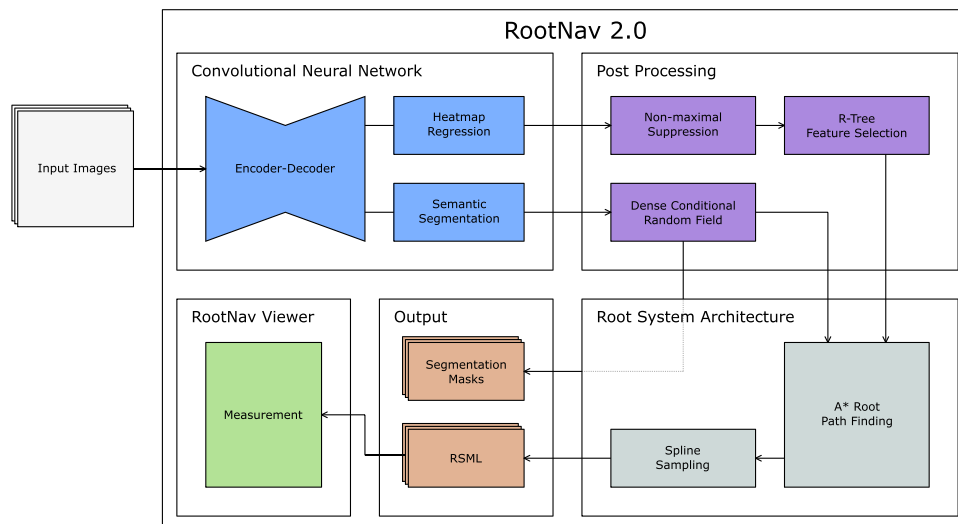 RootNav 2.0
Convolutional Neural Network
Post Processing
Input Images
Encoder-Decoder
Heatmap
Regression
Semantic
Segmentation
Non-maximal
Suppression
R-Tree
Feature Selection
Dense Conditional
Random Field
RootNav Viewer
Output
Root System Architecture
Measurement
Segmentation
Masks
RSML
Spline
Sampling
A* Root
Path Finding